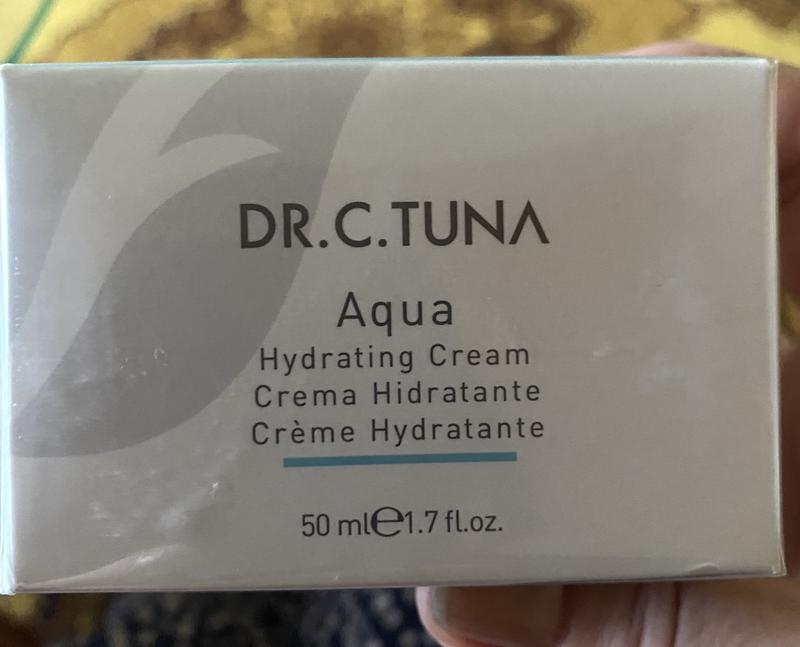 DR.C.TUNA
Aqua
Hydrating Cream
Crema Hidratante
Crème Hydratante
50 ml℮1.7 fl.oz.